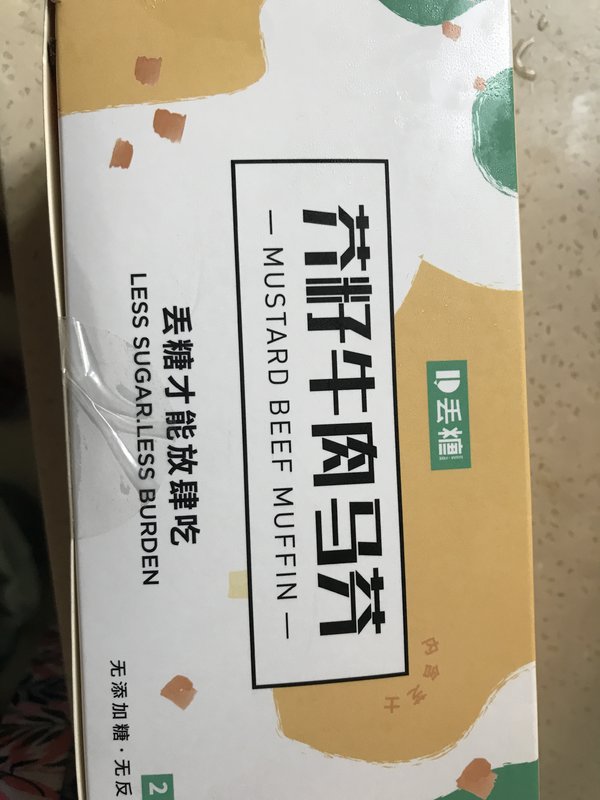 丢糖
芥籽牛肉马芬
— MUSTARD BEEF MUFFIN —
丢糖才能放肆吃
LESS SUGAR.LESS BURDEN
无添加糖·无反
2